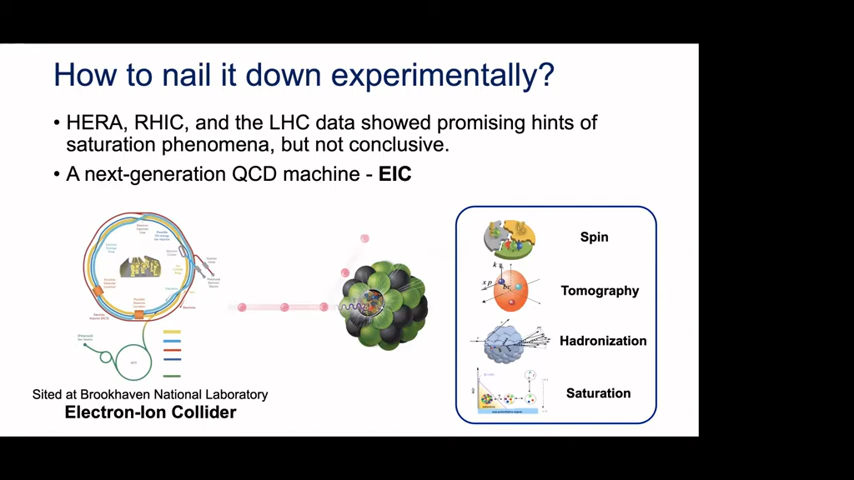 How to nail it down experimentally?
• HERA, RHIC, and the LHC data showed promising hints of
saturation phenomena, but not conclusive.
• A next-generation QCD machine - EIC
Spin
Tomography
Hadronization
Saturation
Sited at Brookhaven National Laboratory
Electron-Ion Collider